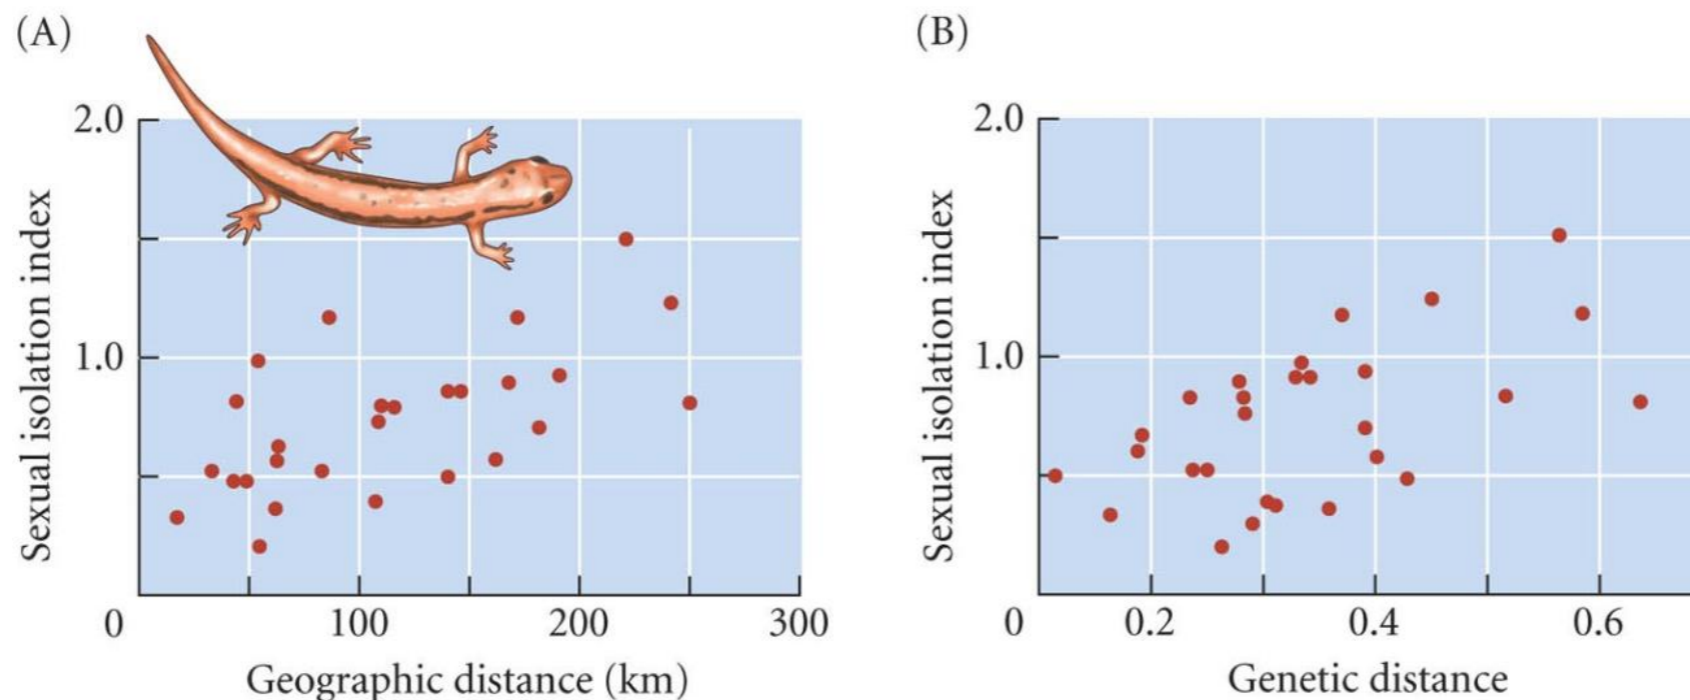 (A)
2.0
1.0
0
100
200
300
Sexual isolation index
Geographic distance (km)
(B)
2.0
1.0
0
0.2
0.4
0.6
Sexual isolation index
Genetic distance